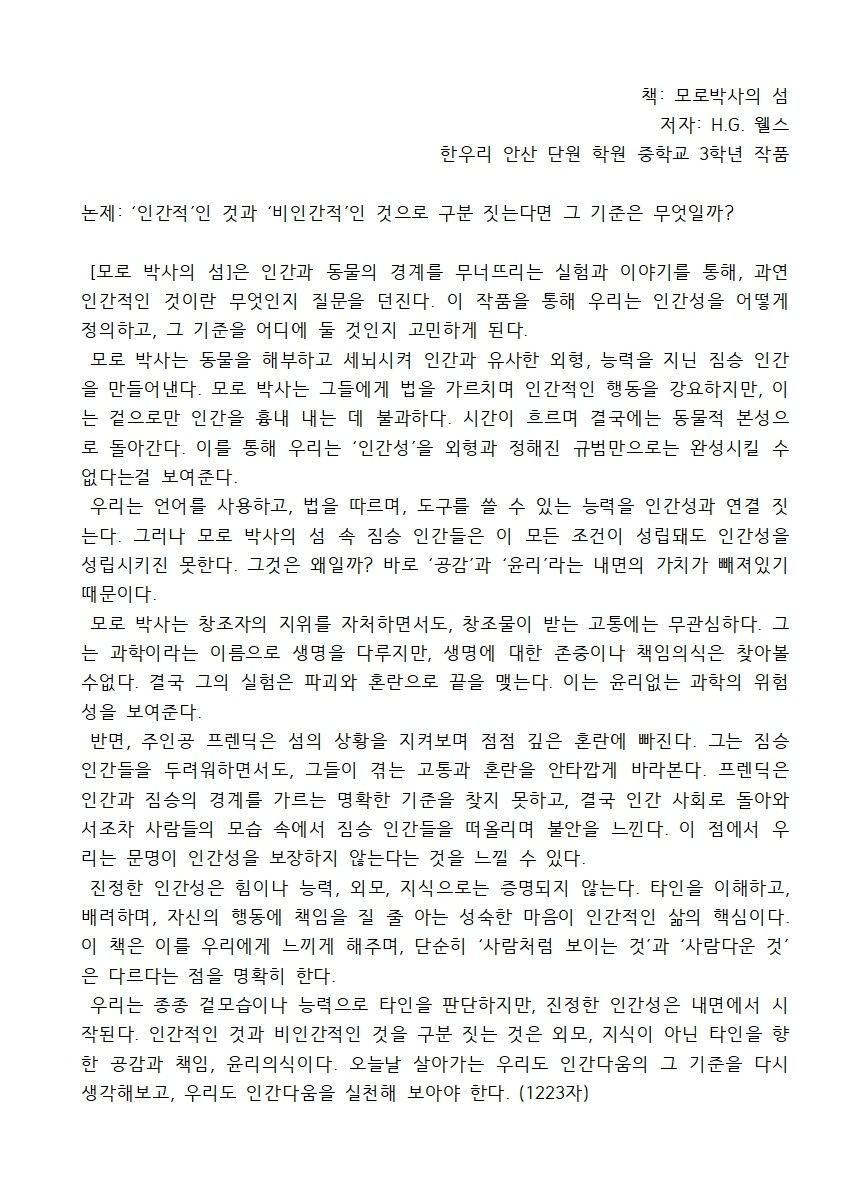 책: 모로박사의 섬
저자: H.G. 웰스
한우리 안산 단원 학원 중학교 3학년 작품
논제: ‘인간적’인 것과 ‘비인간적’인 것으로 구분 짓는다면 그 기준은 무엇일까?
[모로 박사의 섬]은 인간과 동물의 경계를 무너뜨리는 실험과 이야기를 통해, 과연
인간적인 것이란 무엇인지 질문을 던진다. 이 작품을 통해 우리는 인간성을 어떻게
정의하고, 그 기준을 어디에 둘 것인지 고민하게 된다.
모로 박사는 동물을 해부하고 세뇌시켜 인간과 유사한 외형, 능력을 지닌 짐승 인간
을 만들어낸다. 모로 박사는 그들에게 법을 가르치며 인간적인 행동을 강요하지만, 이
는 겉으로만 인간을 흉내 내는 데 불과하다. 시간이 흐르며 결국에는 동물적 본성으
로 돌아간다. 이를 통해 우리는 ‘인간성’을 외형과 정해진 규범만으로는 완성시킬 수
없다는걸 보여준다.
우리는 언어를 사용하고, 법을 따르며, 도구를 쓸 수 있는 능력을 인간성과 연결 짓
는다. 그러나 모로 박사의 섬 속 짐승 인간들은 이 모든 조건이 성립돼도 인간성을
성립시키진 못한다. 그것은 왜일까? 바로 ‘공감’과 ‘윤리’라는 내면의 가치가 빼져있기
때문이다.
모로 박사는 창조자의 지위를 자처하면서도, 창조물이 받는 고통에는 무관심하다. 그
는 과학이라는 이름으로 생명을 다루지만, 생명에 대한 존중이나 책임의식은 찾아볼
수없다. 결국 그의 실험은 파괴와 혼란으로 끝을 맺는다. 이는 윤리없는 과학의 위험
성을 보여준다.
반면, 주인공 프렌딕은 섬의 상황을 지켜보며 점점 깊은 혼란에 빠진다. 그는 짐승
인간들을 두려워하면서도, 그들이 겪는 고통과 혼란을 안타깝게 바라본다. 프렌딕은
인간과 짐승의 경계를 가르는 명확한 기준을 찾지 못하고, 결국 인간 사회로 돌아와
서조차 사람들의 모습 속에서 짐승 인간들을 떠올리며 불안을 느낀다. 이 점에서 우
리는 문명이 인간성을 보장하지 않는다는 것을 느낄 수 있다.
진정한 인간성은 힘이나 능력, 외모, 지식으로는 증명되지 않는다. 타인을 이해하고,
배려하며, 자신의 행동에 책임을 질 줄 아는 성숙한 마음이 인간적인 삶의 핵심이다.
이 책은 이를 우리에게 느끼게 해주며, 단순히 ‘사람처럼 보이는 것’과 ‘사람다운 것’
은 다르다는 점을 명확히 한다.
우리는 종종 겉모습이나 능력으로 타인을 판단하지만, 진정한 인간성은 내면에서 시
작된다. 인간적인 것과 비인간적인 것을 구분 짓는 것은 외모, 지식이 아닌 타인을 향
한 공감과 책임, 윤리의식이다. 오늘날 살아가는 우리도 인간다움의 그 기준을 다시
생각해보고, 우리도 인간다움을 실천해 보아야 한다. (1223자)